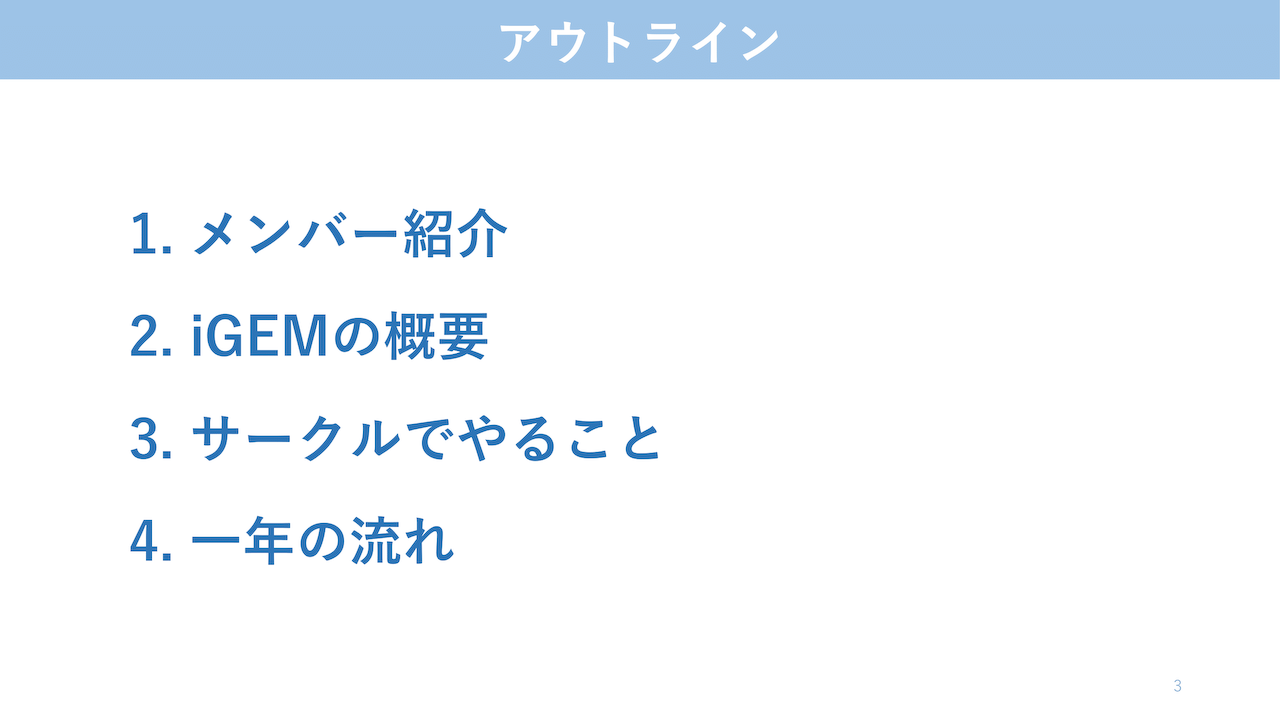 アウトライン
1. メンバー紹介
2. iGEMの概要
3. サークルでやること
4. 一年の流れ
3